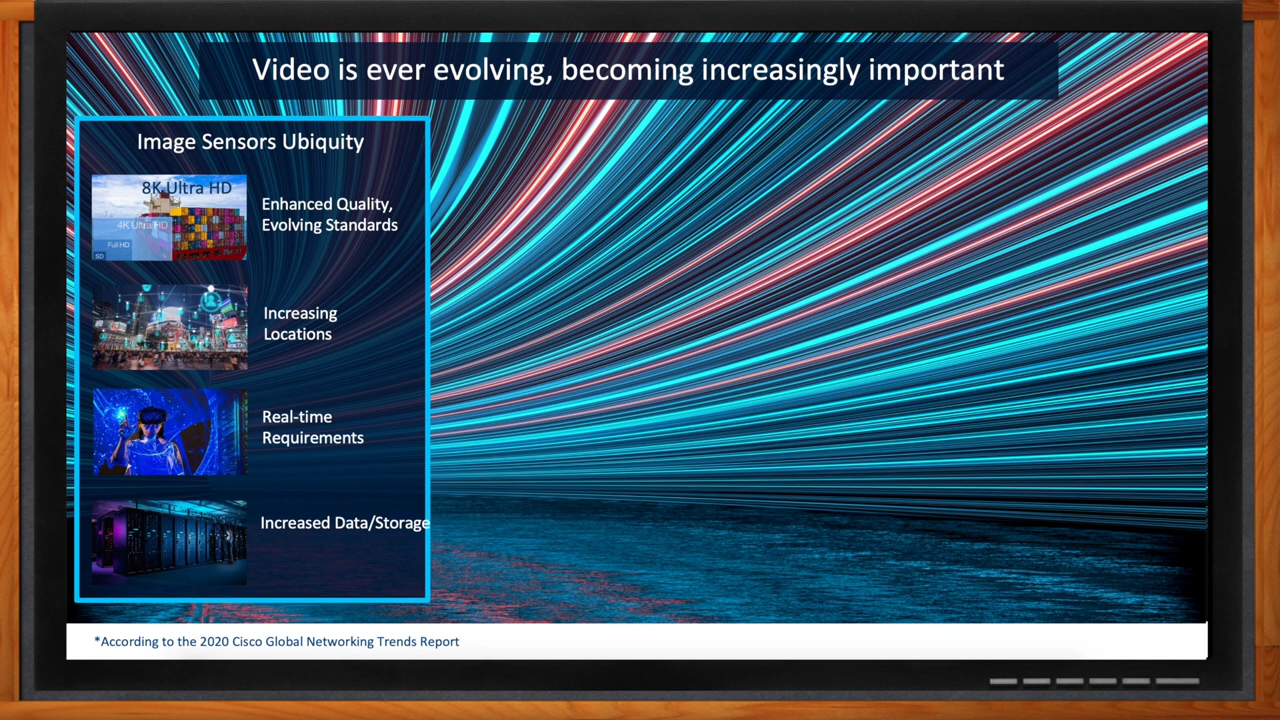 Video is ever evolving, becoming increasingly important
Image Sensors Ubiquity
8K Ultra HD
4K Ultra HD
Full HD
SD
Enhanced Quality,
Evolving Standards
Increasing
Locations
Real-time
Requirements
Increased Data/Storage
*According to the 2020 Cisco Global Networking Trends Report